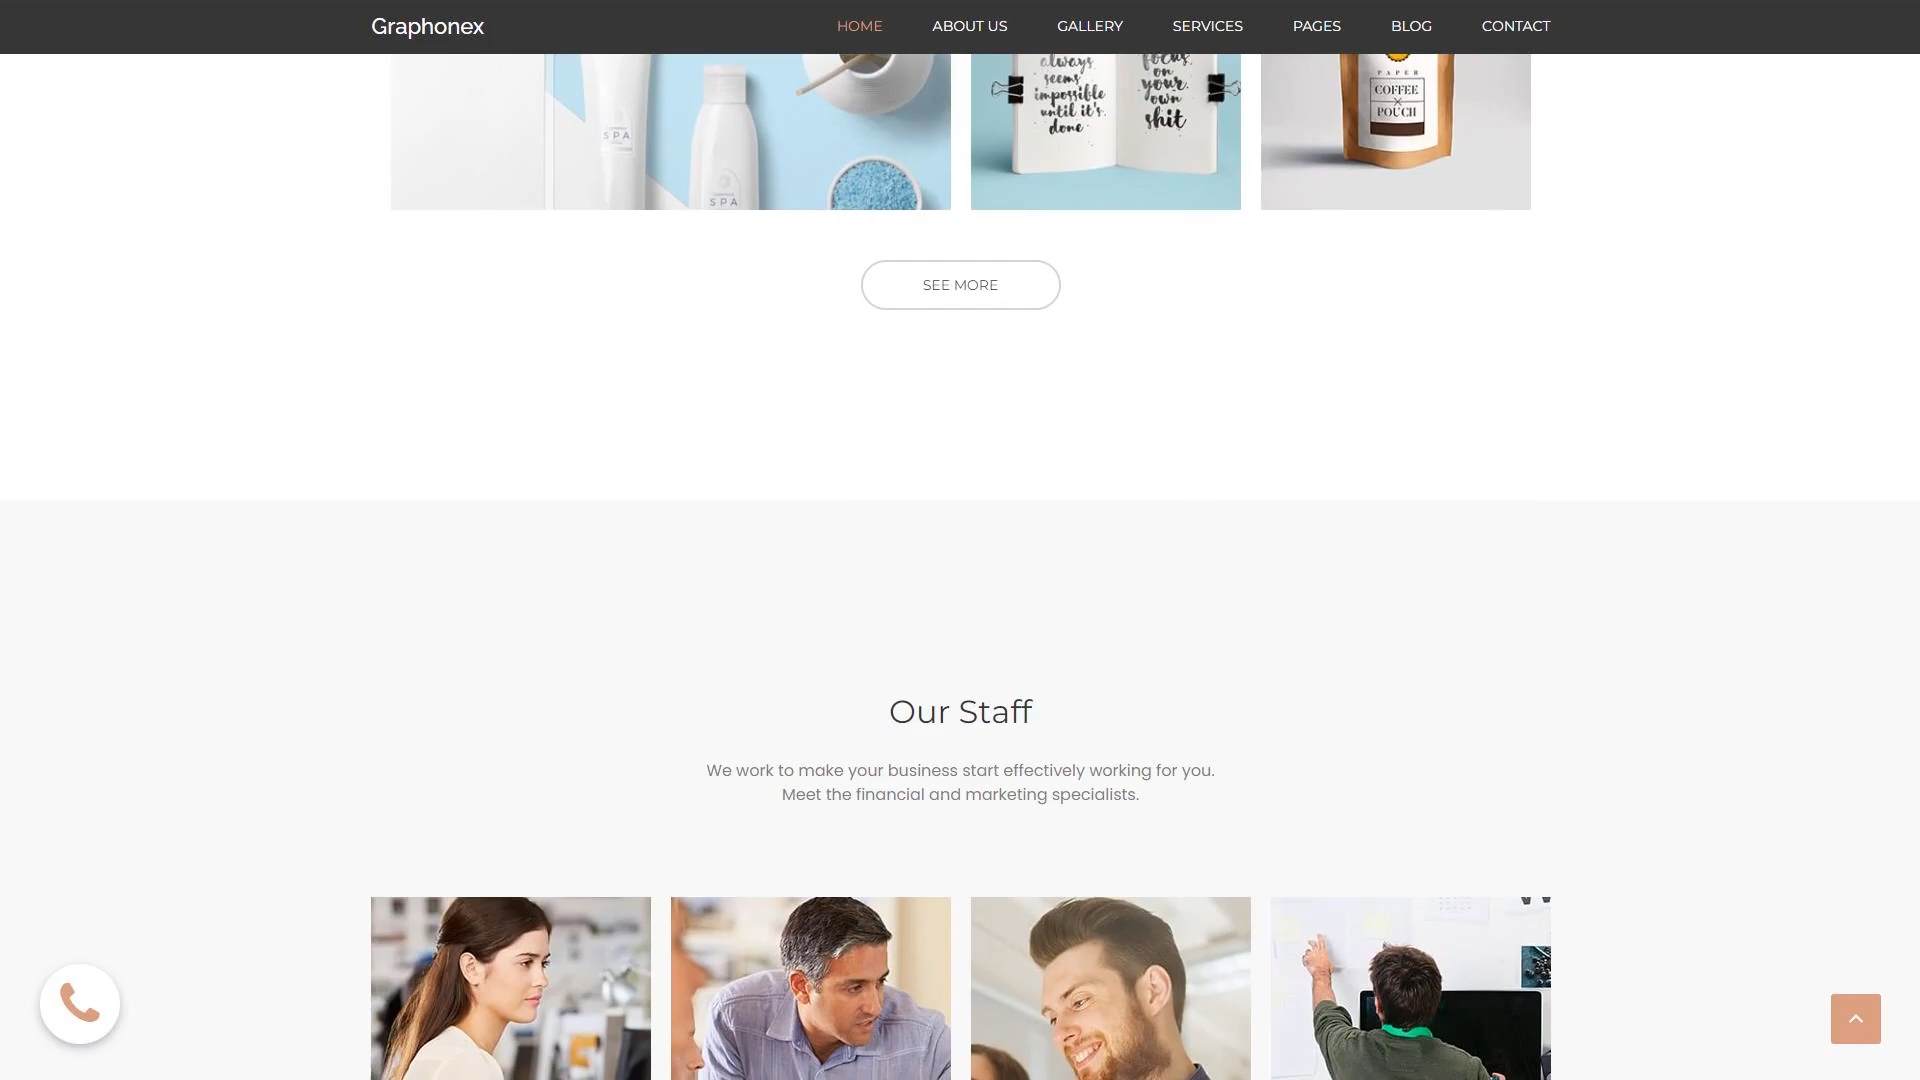 Graphonex
HOME ABOUT US GALLERY SERVICES PAGES BLOG CONTACT
always
seems
impossible
until it's
done
focus
on
your
own
shit
PAPER
COFFEE
POUCH
SPA
SPA
SEE MORE
Our Staff
We work to make your business start effectively working for you.
Meet the financial and marketing specialists.